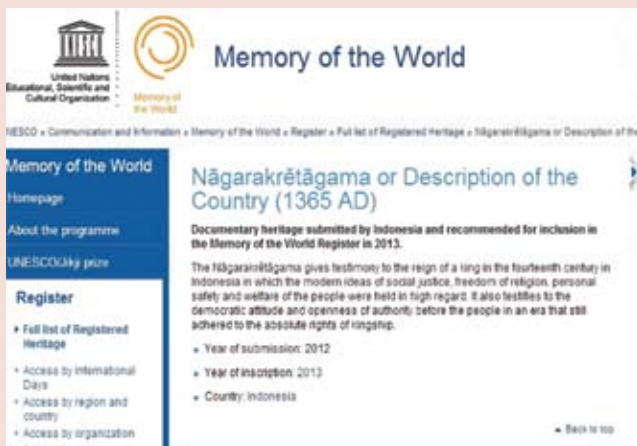 United Nations
Educational, Scientific and
Cultural Organization
Memory of
the World
Memory of the World
NESCO » Communication and Information » Memory of the World » Register » Full list of Registered Heritage » Nāgarakrětāgama or Description of the
Memory of the World
Homepage
About the programme
UNESCO/Jikji prize
Register
Full list of Registered
Heritage
Access by International
Days
Access by region and
country
Access by organization
Nāgarakrětāgama or Description of the
Country (1365 AD)
Documentary heritage submitted by Indonesia and recommended for inclusion in
the Memory of the World Register in 2013.
The Nāgarakrětāgama gives testimony to the reign of a king in the fourteenth century in
Indonesia in which the modern ideas of social justice, freedom of religion, personal
safety and welfare of the people were held in high regard. It also testifies to the
democratic attitude and openness of authority before the people in an era that still
adhered to the absolute rights of kingship.
Year of submission: 2012
Year of inscription: 2013
Country: Indonesia
Back to top